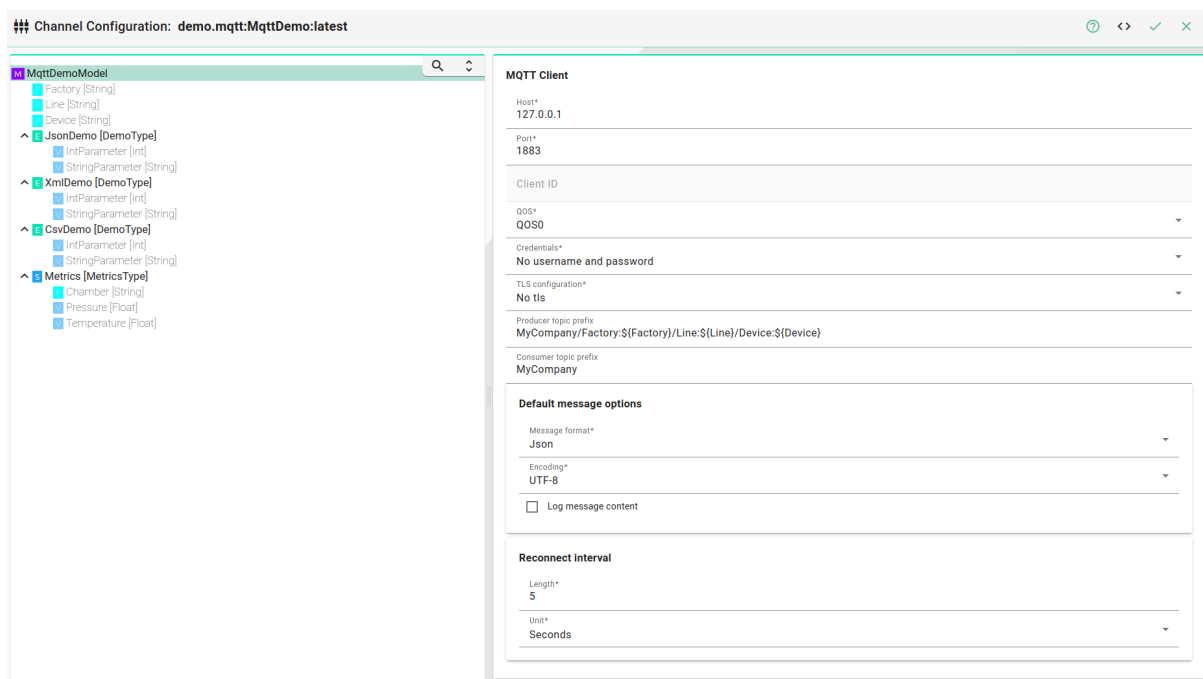 Channel Configuration: demo.mqtt:MqttDemo:latest
M MqttDemoModel
Factory [String]
Line [String]
Device [String]
E JsonDemo [DemoType]
IntParameter [Int]
StringParameter [String]
E XmlDemo [DemoType]
IntParameter [Int]
StringParameter [String]
E CsvDemo [DemoType]
IntParameter [Int]
StringParameter [String]
S Metrics [MetricsType]
Chamber [String]
Pressure [Float]
Temperature [Float]
MQTT Client
Host*
127.0.0.1
Port*
1883
Client ID
QOS*
QOS0
Credentials*
No username and password
TLS configuration*
No tls
Producer topic prefix
MyCompany/Factory:${Factory}/Line:${Line}/Device:${Device}
Consumer topic prefix
MyCompany
Default message options
Message format*
Json
Encoding*
UTF-8
Log message content
Reconnect interval
Length*
5
Unit*
Seconds